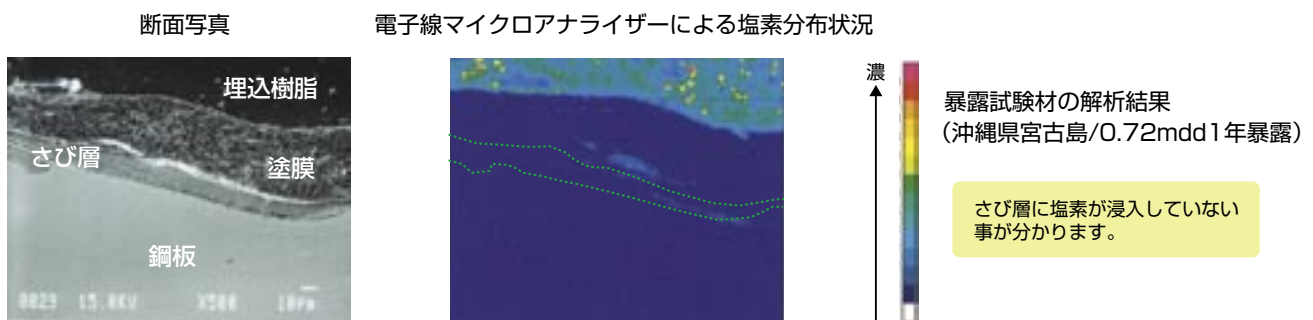 断面写真
電子線マイクロアナライザーによる塩素分布状況
埋込樹脂
さび層
塗膜
鋼板
15.0KV X500 10Pm
濃
暴露試験材の解析結果
(沖縄県宮古島/0.72mdd1年暴露)
さび層に塩素が浸入していない
事が分かります。